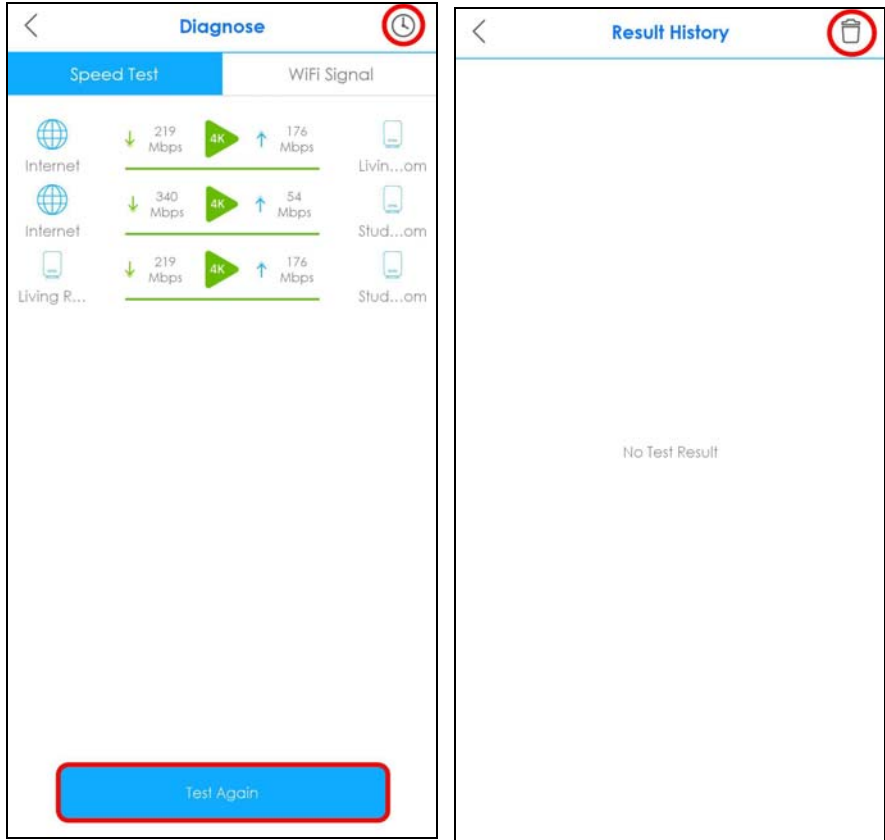 Diagnose
Speed Test
WiFi Signal
219 Mbps
4K
176 Mbps
Internet
Livin...om
340 Mbps
4K
54 Mbps
Internet
Stud...om
219 Mbps
4K
176 Mbps
Living R...
Stud...om
Test Again
Result History
No Test Result